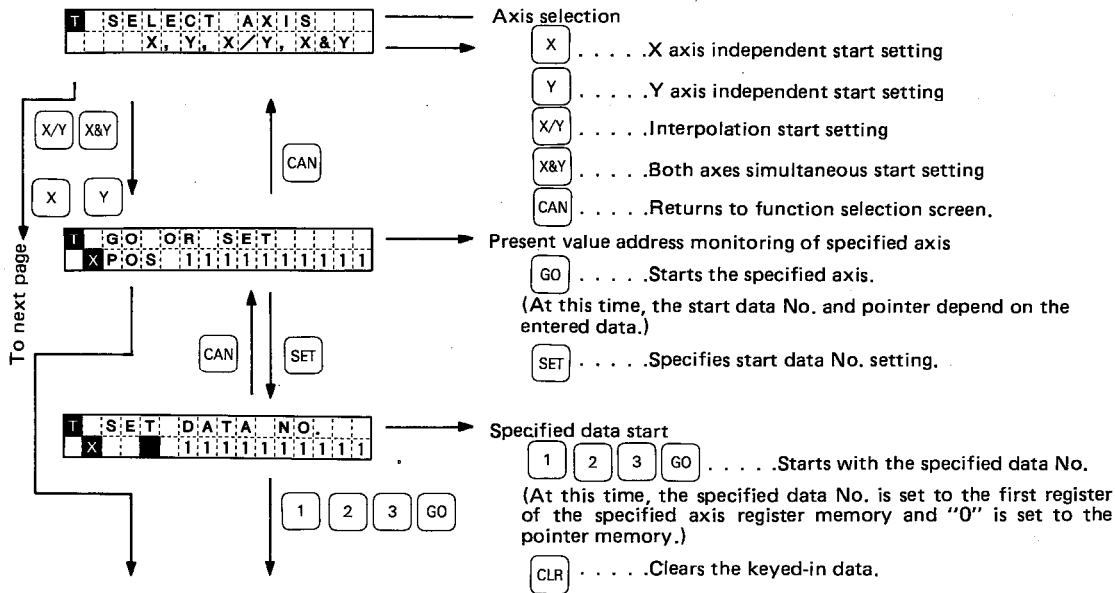 T SELECT AXIS
X, Y, X/Y, X&Y
Axis selection
X . . . . .X axis independent start setting
Y . . . . .Y axis independent start setting
X/Y . . . . .Interpolation start setting
X&Y . . . . .Both axes simultaneous start setting
CAN . . . . .Returns to function selection screen.
X/Y X&Y
X Y
CAN
To next page
T GO OR SET
X POS 1111111111
Present value address monitoring of specified axis
GO . . . . .Starts the specified axis.
(At this time, the start data No. and pointer depend on the
entered data.)
SET . . . . .Specifies start data No. setting.
CAN SET
T SET DATA NO.
X 1111111111
Specified data start
1 2 3 GO . . . . .Starts with the specified data No.
(At this time, the specified data No. is set to the first register
of the specified axis register memory and "0" is set to the
pointer memory.)
CLR . . . . .Clears the keyed-in data.
1 2 3 GO